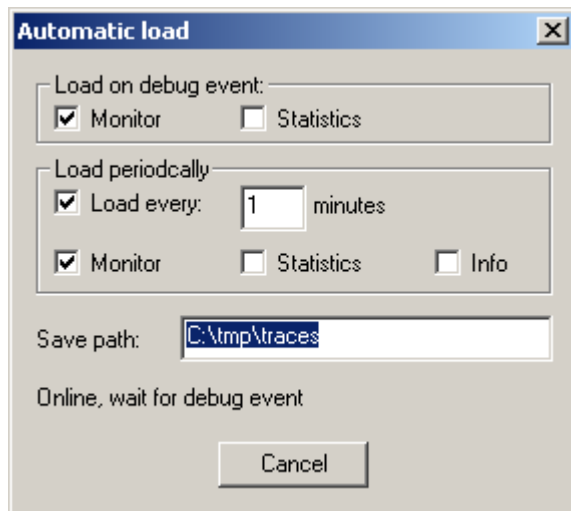 Automatic load
Load on debug event:
Monitor Statistics
Load periodcally
Load every: 1 minutes
Monitor Statistics Info
Save path: C:\tmp\traces
Online, wait for debug event
Cancel